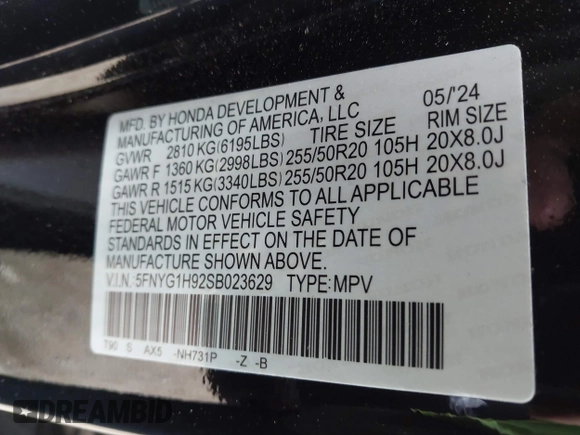 MFD. BY HONDA DEVELOPMENT & 05/'24
MANUFACTURING OF AMERICA, LLC RIM SIZE
GVWR 2810 KG(6195LBS) TIRE SIZE
GAWR F 1360 KG(2998LBS) 255/50R20 105H 20X8.0J
GAWR R 1515 KG(3340LBS) 255/50R20 105H 20X8.0J
THIS VEHICLE CONFORMS TO ALL APPLICABLE
FEDERAL MOTOR VEHICLE SAFETY
STANDARDS IN EFFECT ON THE DATE OF
MANUFACTURE SHOWN ABOVE.
V.I.N.: 5FNYG1H92SB023629 TYPE:MPV
T90 S AX5 -NH731P -Z -B
DREAMBID